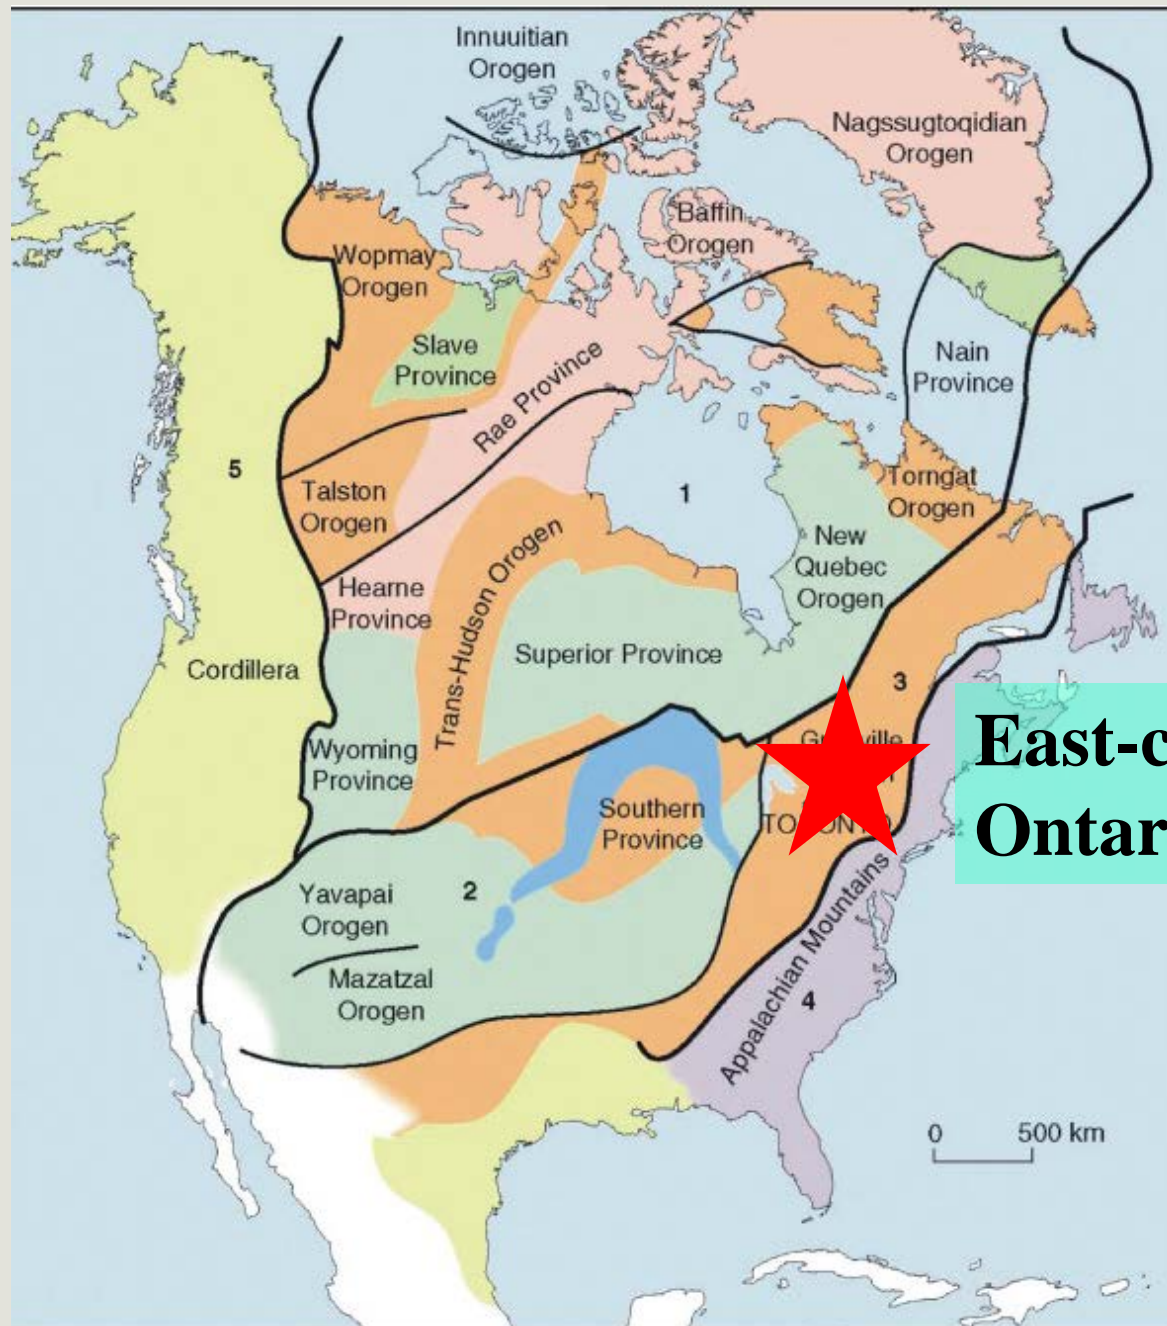 Innuuitian
Orogen
Nagssugtoqidian
Orogen
Baffin
Orogen
Wopmay
Orogen
Slave
Province
Rae Province
Nain
Province
5
Talston
Orogen
1
Torngat
Orogen
Trans-Hudson Orogen
New
Quebec
Orogen
Hearne
Province
Superior Province
Cordillera
3
Wyoming
Province
East-c
Ontar
Southern
Province
2
Yavapai
Orogen
Mazatzal
Orogen
Appalachian Mountains
4
0 500 km